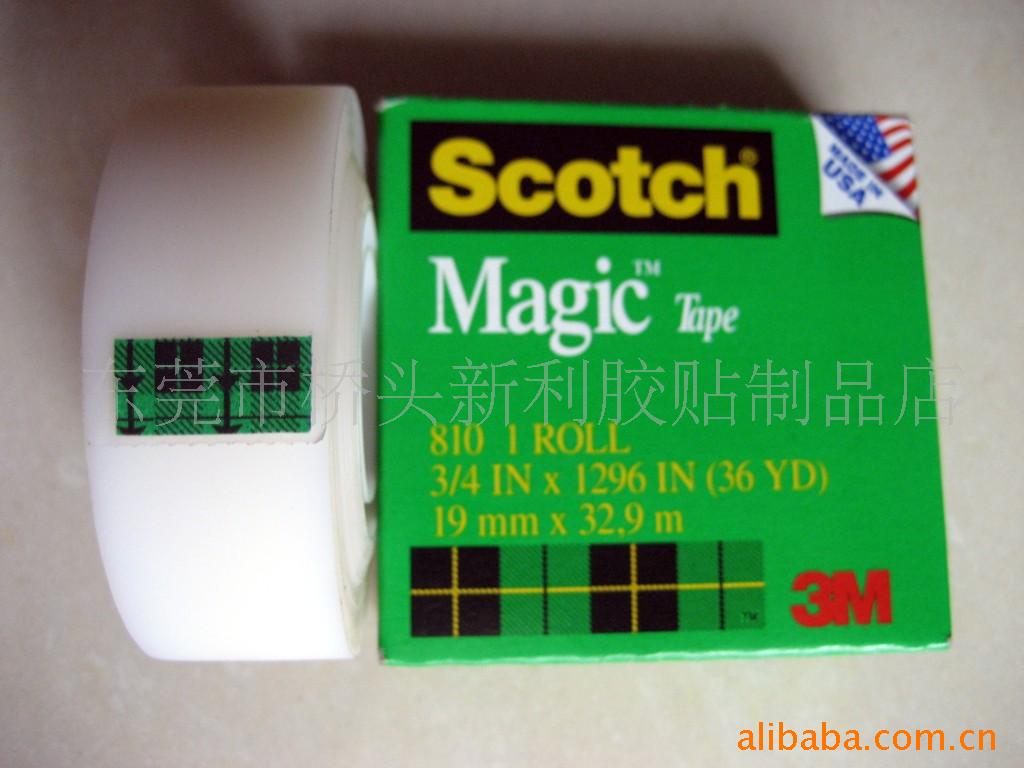 Scotch®
MADE IN
USA
Magic™ Tape
东莞市桥头新利胶贴制品店
810 1 ROLL
3/4 IN x 1296 IN (36 YD)
19 mm x 32,9 m
TM
3M
alibaba.com.cn